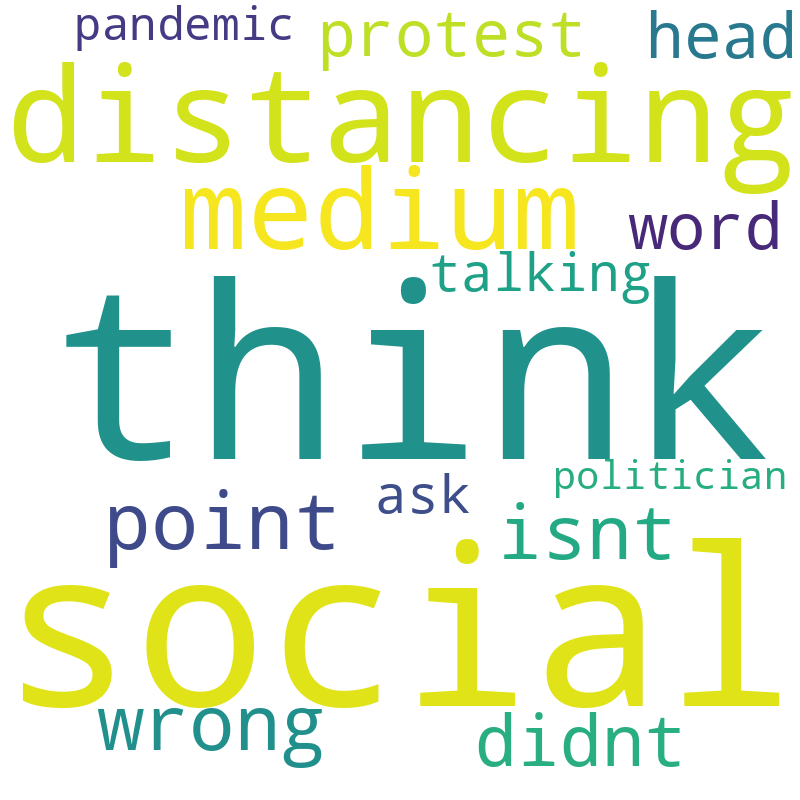 pandemic protest head
distancing
medium word
talking
think
politician
point ask isnt
social
wrong didnt